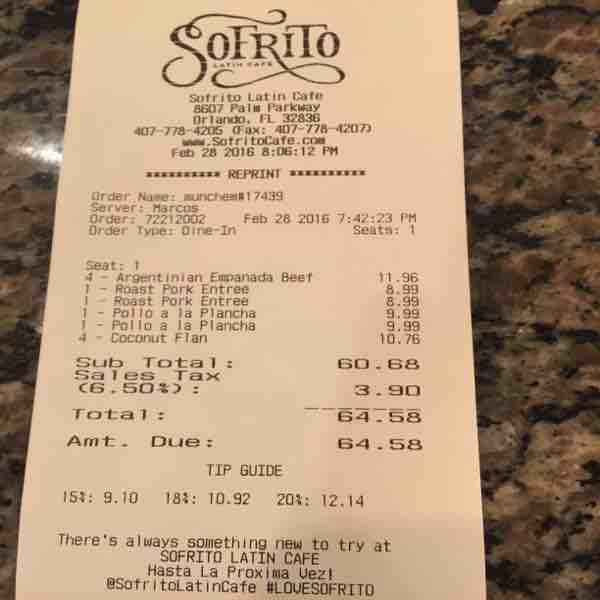 SOFRITO
LATIN CAFE
Sofrito Latin Cafe
8607 Palm Parkway
Orlando, FL 32836
407-778-4205 (Fax: 407-778-4207)
www.SofritoCafe.com
Feb 28 2016 8:06:12 PM
********** REPRINT **********
Order Name: munchem#17439
Server: Marcos
Order: 72212002 Feb 28 2016 7:42:23 PM
Order Type: Dine-In Seats: 1
Seat: 1
4 - Argentinian Empanada Beef 11.96
1 - Roast Pork Entree 8.99
1 - Roast Pork Entree 8.99
1 - Pollo a la Plancha 9.99
1 - Pollo a la Plancha 9.99
4 - Coconut Flan 10.76
Sub Total: 60.68
Sales Tax
(6.50%): 3.90
Total: 64.58
Amt. Due: 64.58
TIP GUIDE
15%: 9.10 18%: 10.92 20%: 12.14
There's always something new to try at
SOFRITO LATIN CAFE
Hasta La Proxima Vez!
@SofritoLatinCafe #LOVESOFRITO